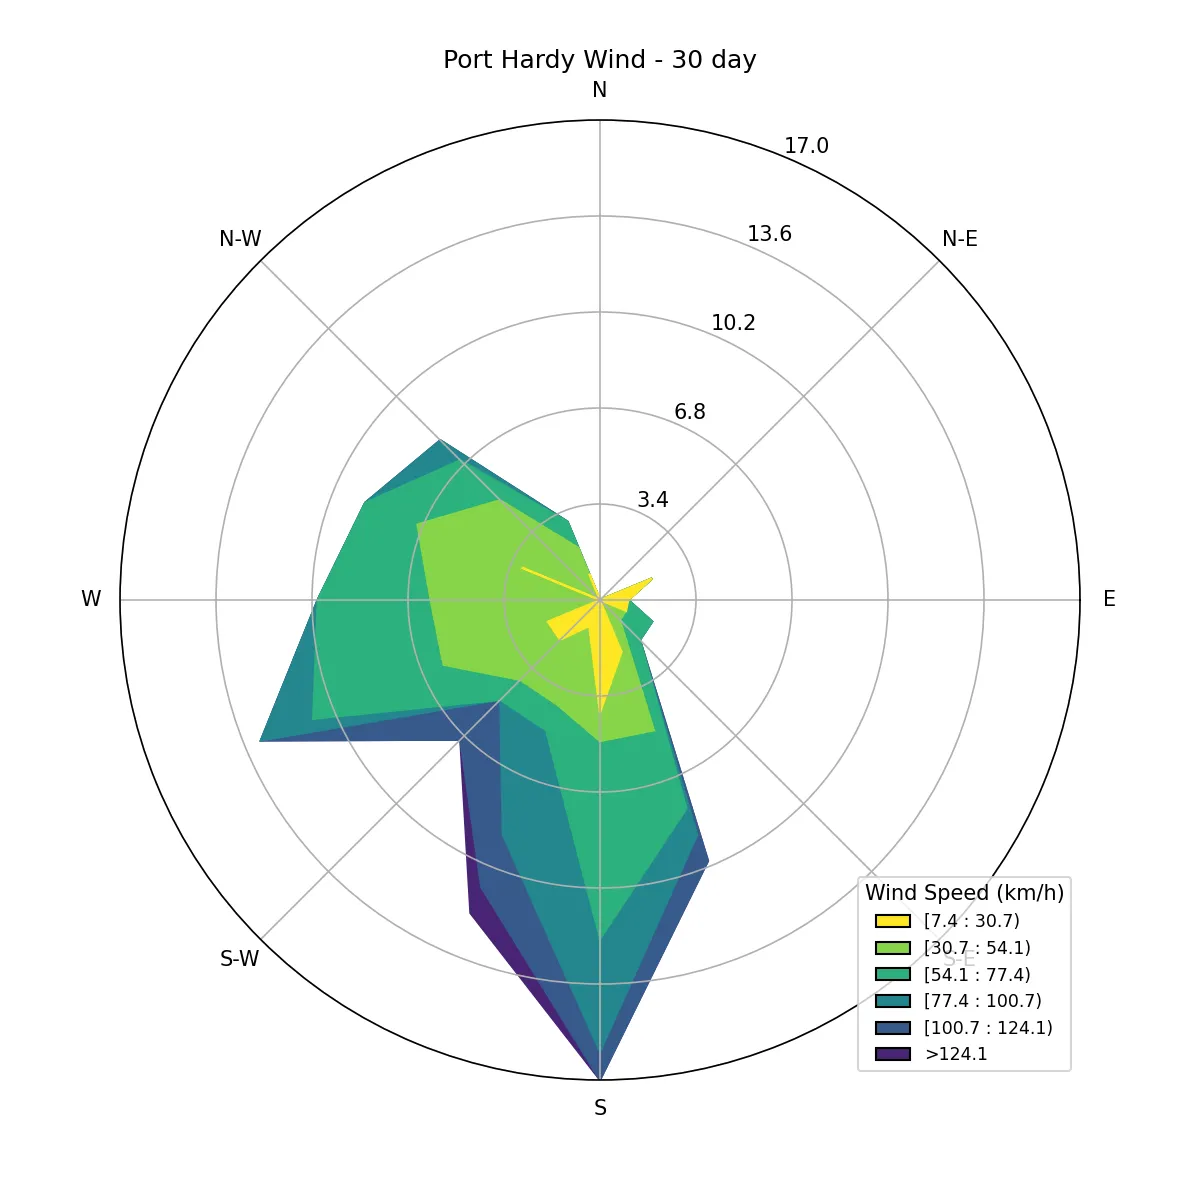 Port Hardy Wind - 30 day
N
17.0
13.6
N-W
N-E
10.2
6.8
3.4
W
E
Wind Speed (km/h)
[7.4 : 30.7)
[30.7 : 54.1)
S-W
S-E
[54.1 : 77.4)
[77.4 : 100.7)
[100.7 : 124.1)
>124.1
S